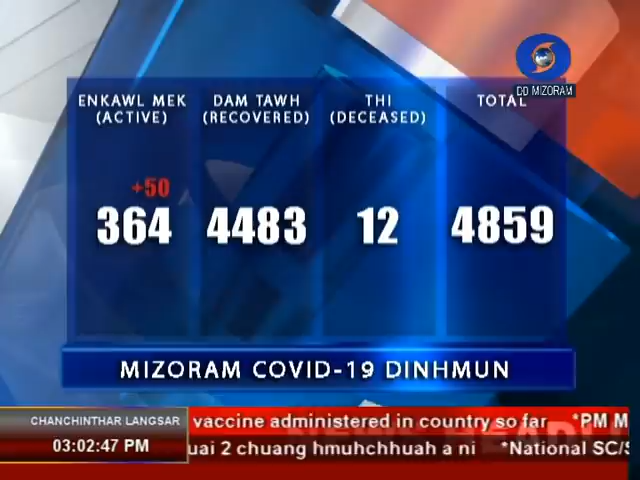 DD MIZORAM
ENKAWL MEK DAM TAWH THI TOTAL
(ACTIVE) (RECOVERED) (DECEASED)
+50
364 4483 12 4859
MIZORAM COVID-19 DINHMUN
CHANCHINTHAR LANGSAR vaccine administered in country so far *PM M
03:02:47 PM uai 2 chuang hmuhchhuah a ni *National SC/S